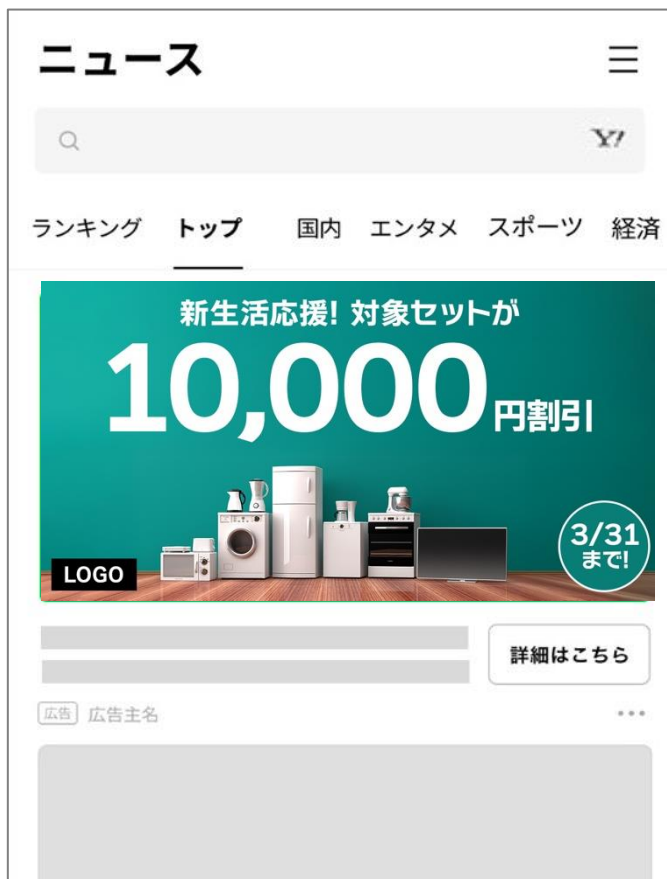 ニュース
Y!
ランキング トップ 国内 エンタメ スポーツ 経済
新生活応援! 対象セットが
10,000円割引
3/31
まで!
LOGO
詳細はこちら
広告 広告主名